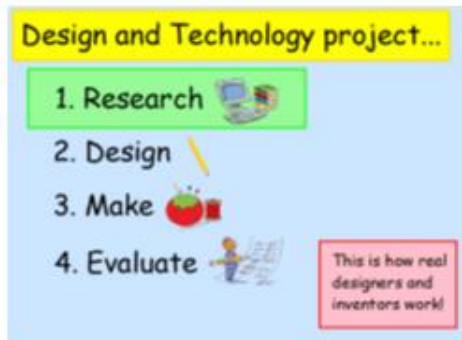 Design and Technology project...
1. Research
2. Design
3. Make
4. Evaluate
This is how real
designers and
inventors work!